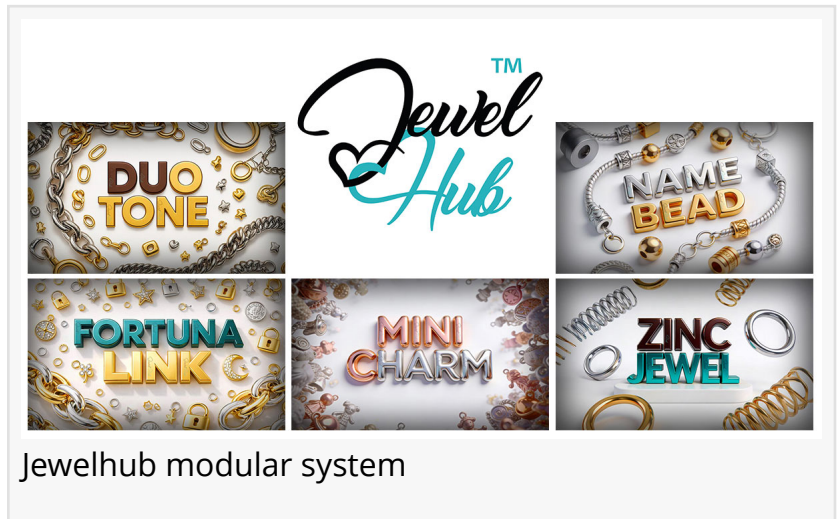 Jewel
Hub
TM
DUO
TONE
NAME
BEAD
FORTUNA
LINK
MINI
CHARM
ZINC
JEWEL
Jewelhub modular system